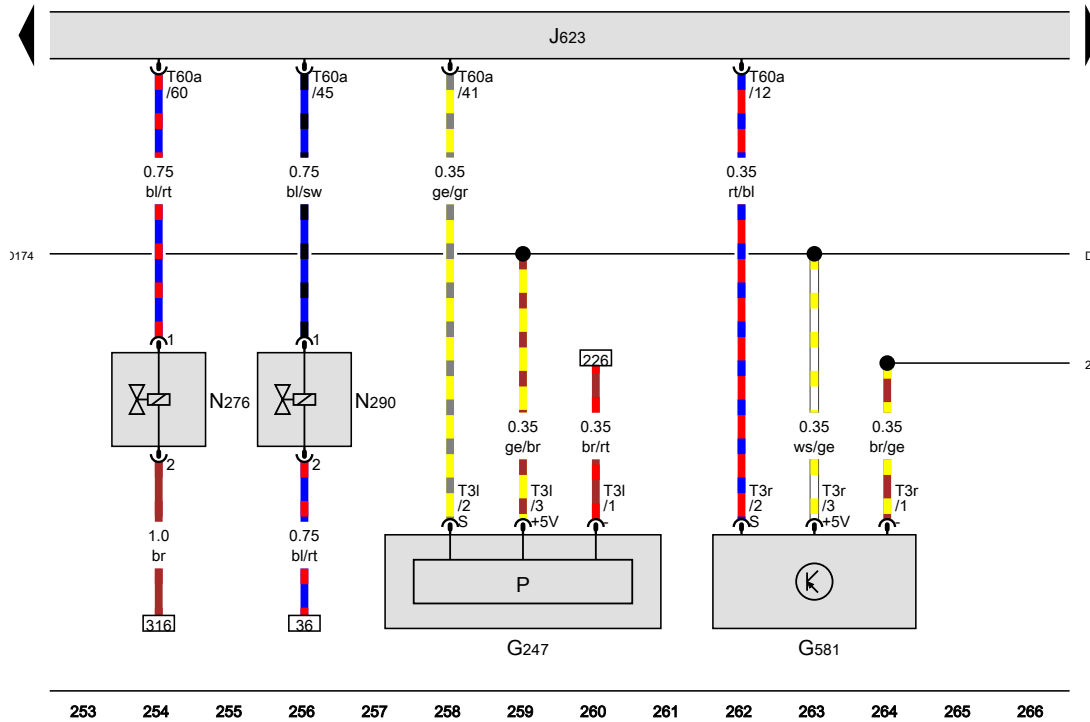 J623
T60a
/60
T60a
/45
T60a
/41
T60a
/12
0.75
bl/rt
0.75
bl/sw
0.35
ge/gr
0.35
rt/bl
D174
D
1
1
226
2
N276
N290
0.35
ge/br
0.35
br/rt
0.35
ws/ge
0.35
br/ge
2
2
T3l
/2
S
T3l
/3
+5V
T3l
/1
-
T3r
/2
S
T3r
/3
+5V
T3r
/1
-
1.0
br
0.75
bl/rt
P
316
36
G247
G581
253 254 255 256 257 258 259 260 261 262 263 264 265 266